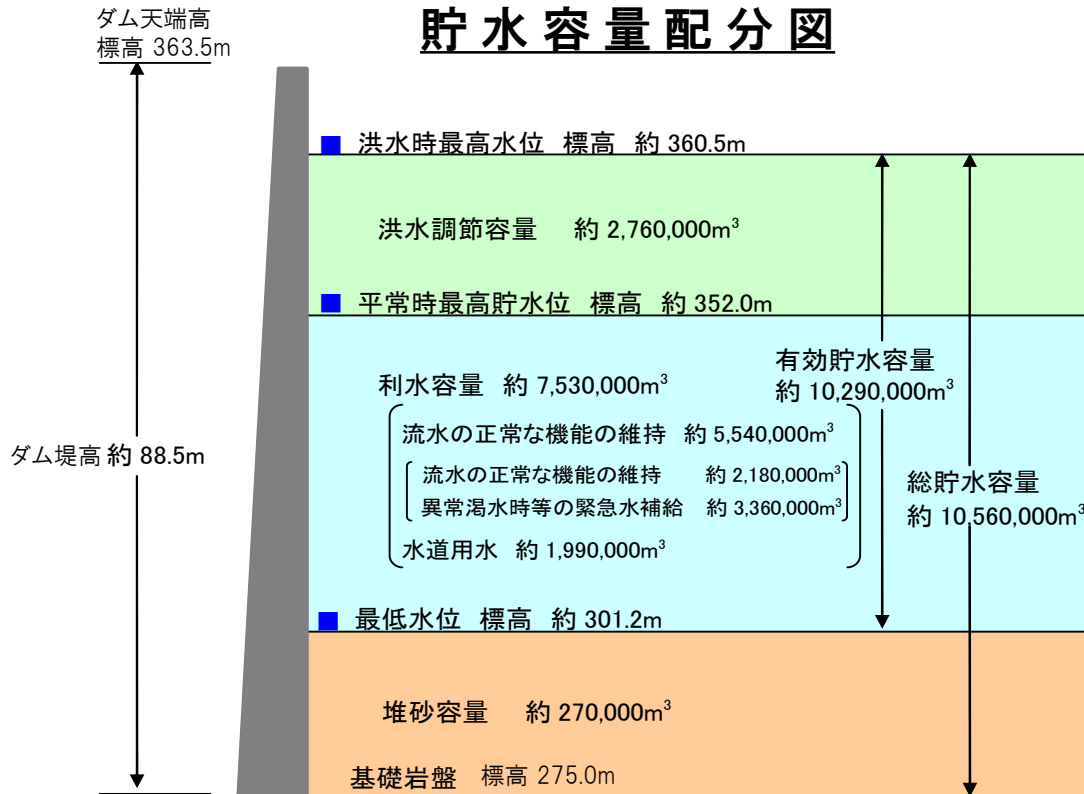 貯水容量配分図
ダム天端高
標高 363.5m
■ 洪水時最高水位 標高 約 360.5m
洪水調節容量 約 2,760,000m³
■ 平常時最高貯水位 標高 約 352.0m
有効貯水容量
約 10,290,000m³
利水容量 約 7,530,000m³
流水の正常な機能の維持 約 5,540,000m³
流水の正常な機能の維持 約 2,180,000m³
異常渇水時等の緊急水補給 約 3,360,000m³
水道用水 約 1,990,000m³
ダム堤高 約 88.5m
総貯水容量
約 10,560,000m³
■ 最低水位 標高 約 301.2m
堆砂容量 約 270,000m³
基礎岩盤 標高 275.0m